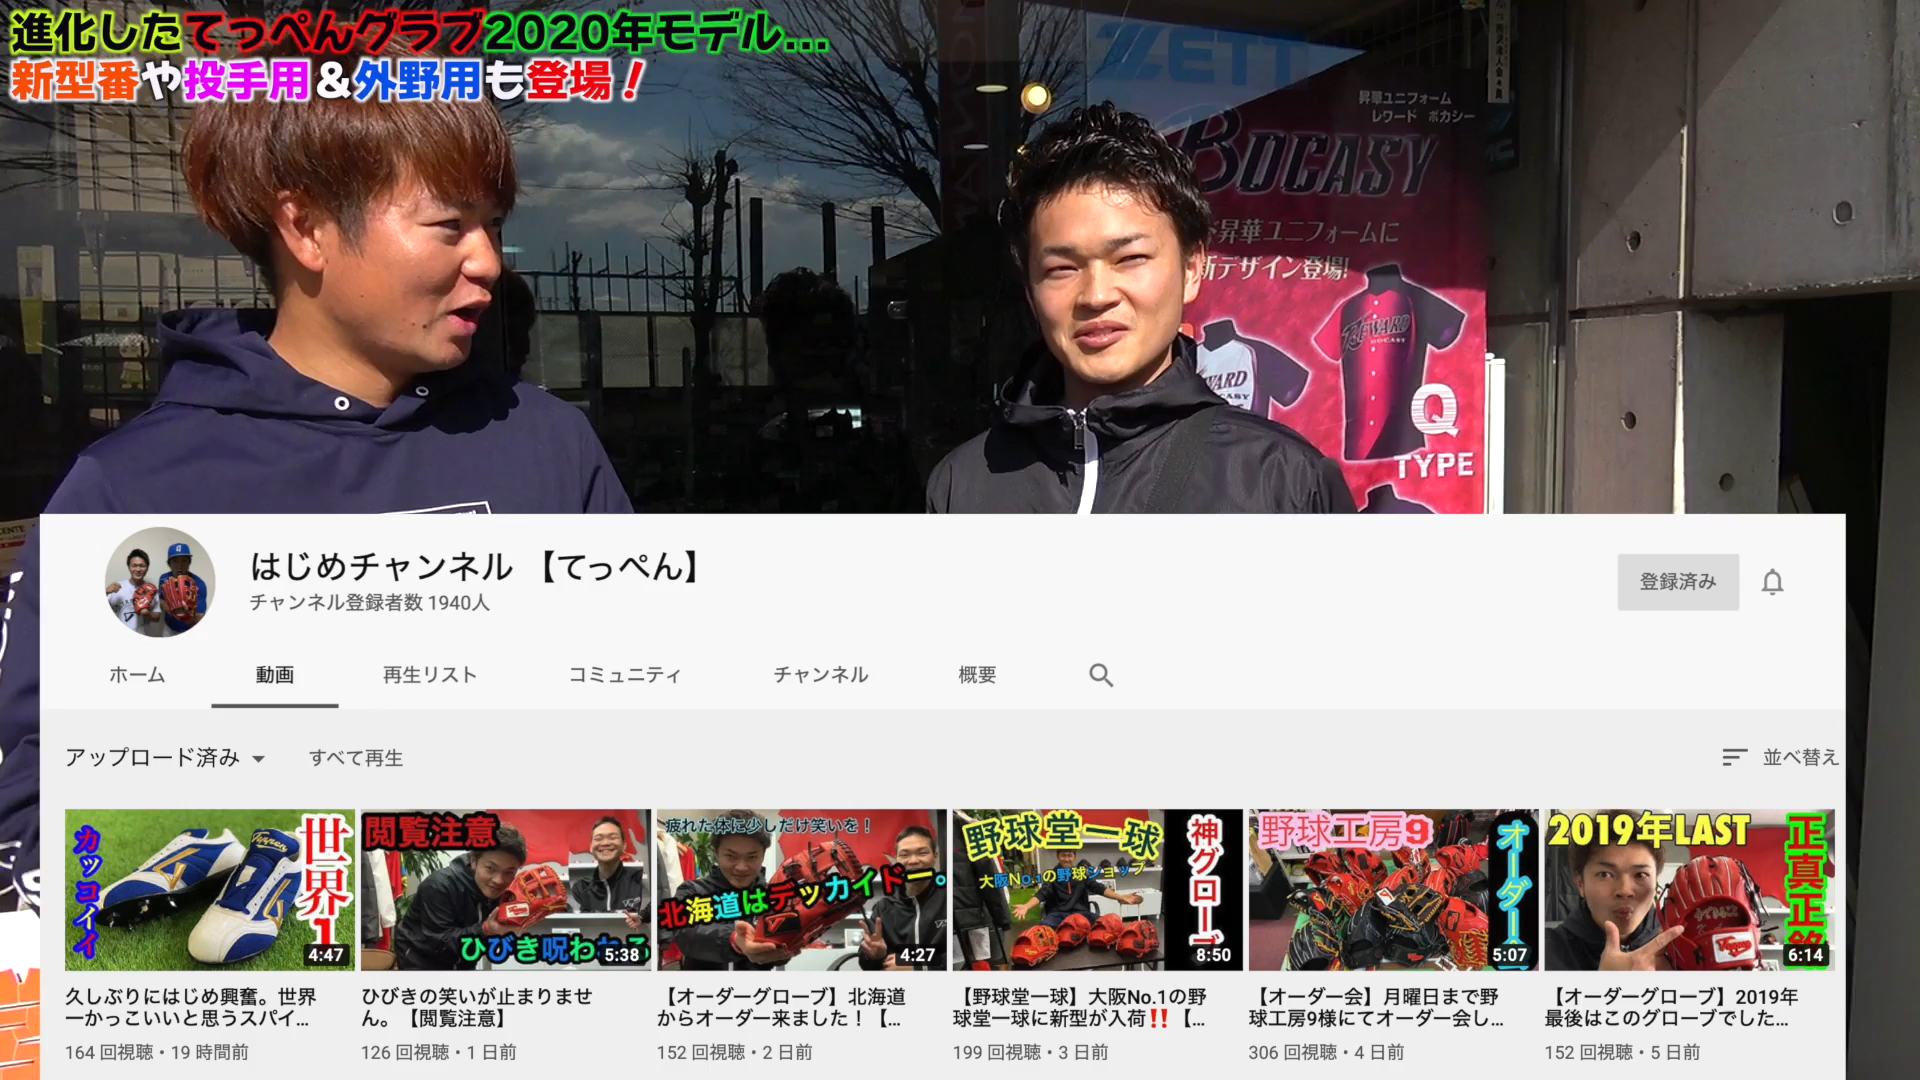 進化したてっぺんグラブ2020年モデル...
新型番や投手用&外野用も登場!
ZETT
昇華ユニフォーム
レワード ボカシー
BOCASY
昇華ユニフォームに
新デザイン登場!
REWARD
BOCASY
Q
TYPE
はじめチャンネル 【てっぺん】
チャンネル登録者数 1940人
登録済み
ホーム
動画
再生リスト
コミュニティ
チャンネル
概要
アップロード済み
すべて再生
並べ替え
カッコイイ
世界1
4:47
閲覧注意
ひびき呪われる
5:38
疲れた体に少しだけ笑いを!
北海道はデッカイドー。
4:27
野球堂一球
大阪No.1の野球ショップ
神グローブ
8:50
野球工房9
オーダー会
5:07
2019年LAST
正真正銘
6:14
久しぶりにはじめ興奮。世界
一かっこいいと思うスパイ...
164 回視聴・19 時間前
ひびきの笑いが止まりませ
ん。【閲覧注意】
126 回視聴・1 日前
【オーダーグローブ】北海道
からオーダー来ました!【...
152 回視聴・2 日前
【野球堂一球】大阪No.1の野
球堂一球に新型が入荷‼️【...
199 回視聴・3 日前
【オーダー会】月曜日まで野
球工房9様にてオーダー会し...
306 回視聴・4 日前
【オーダーグローブ】2019年
最後はこのグローブでした...
152 回視聴・5 日前